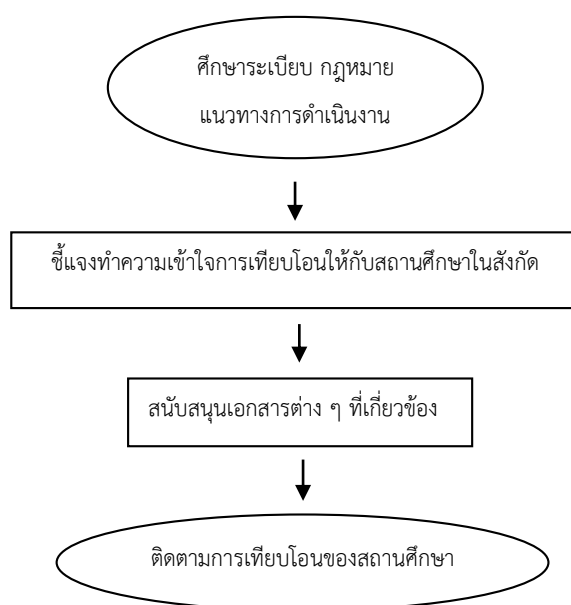 ศึกษาระเบียบ กฎหมาย
แนวทางการดำเนินงาน
ชี้แจงทำความเข้าใจการเทียบโอนให้กับสถานศึกษาในสังกัด
สนับสนุนเอกสารต่าง ๆ ที่เกี่ยวข้อง
ติดตามการเทียบโอนของสถานศึกษา